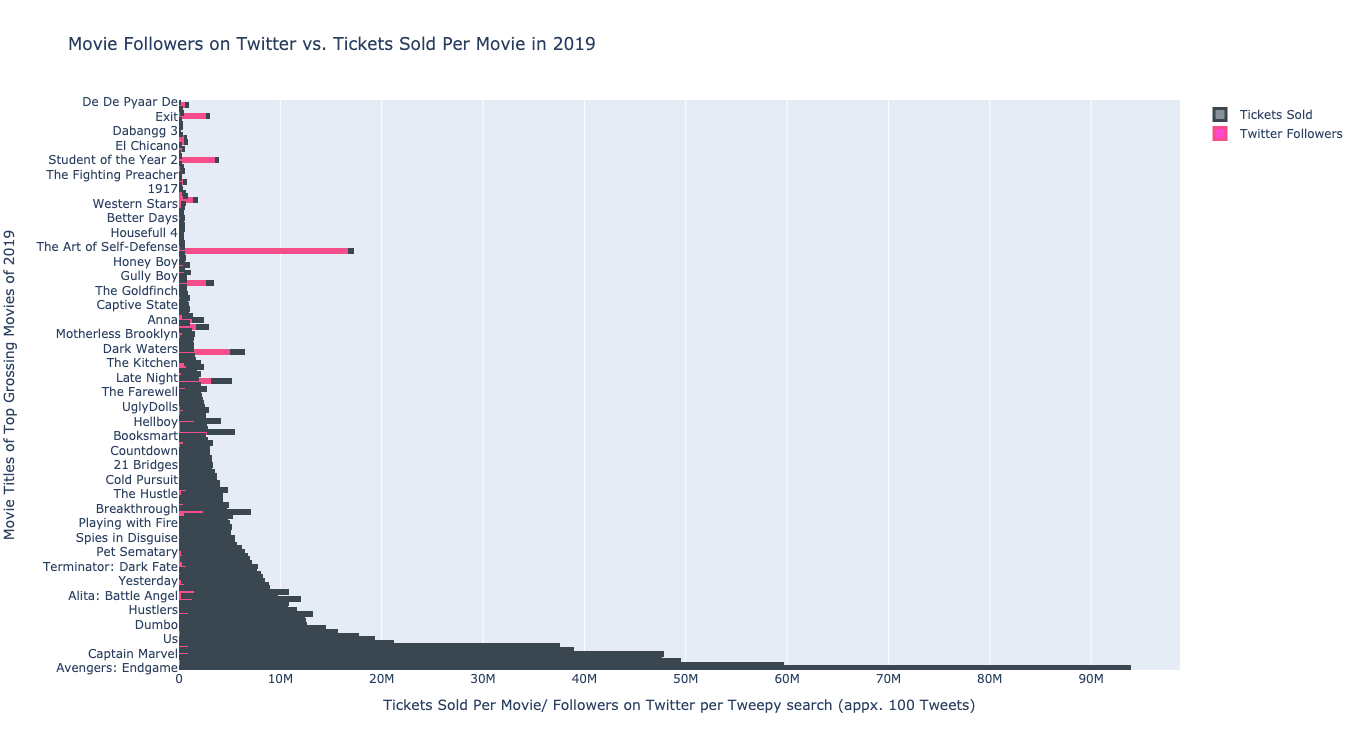 Movie Followers on Twitter vs. Tickets Sold Per Movie in 2019
Tickets Sold
Twitter Followers
Movie Titles of Top Grossing Movies of 2019
De De Pyaar De
Exit
Dabangg 3
El Chicano
Student of the Year 2
The Fighting Preacher
1917
Western Stars
Better Days
Housefull 4
The Art of Self-Defense
Honey Boy
Gully Boy
The Goldfinch
Captive State
Anna
Motherless Brooklyn
Dark Waters
The Kitchen
Late Night
The Farewell
UglyDolls
Hellboy
Booksmart
Countdown
21 Bridges
Cold Pursuit
The Hustle
Breakthrough
Playing with Fire
Spies in Disguise
Pet Sematary
Terminator: Dark Fate
Yesterday
Alita: Battle Angel
Hustlers
Dumbo
Us
Captain Marvel
Avengers: Endgame
0 10M 20M 30M 40M 50M 60M 70M 80M 90M
Tickets Sold Per Movie/ Followers on Twitter per Tweepy search (appx. 100 Tweets)